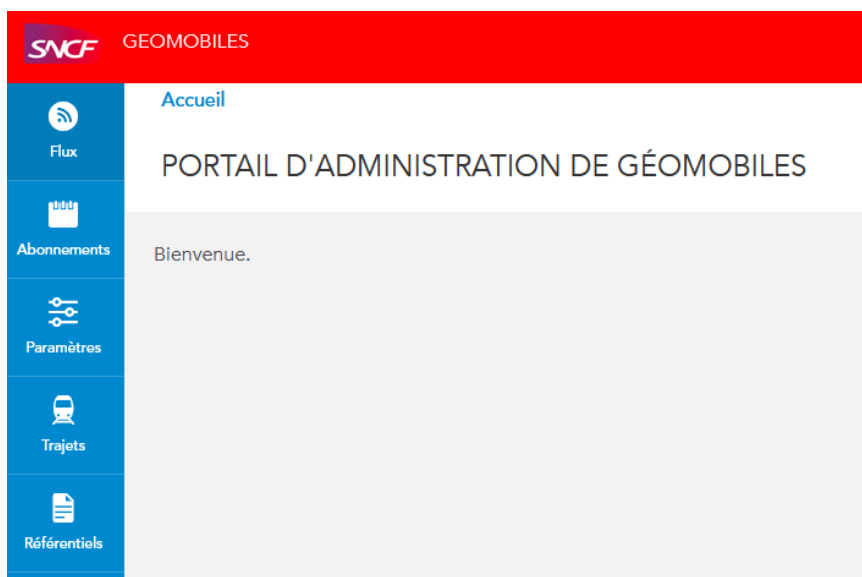 SNCF GEOMOBILES
Accueil
PORTAIL D'ADMINISTRATION DE GÉOMOBILES
Bienvenue.
Flux
Abonnements
Paramètres
Trajets
Référentiels